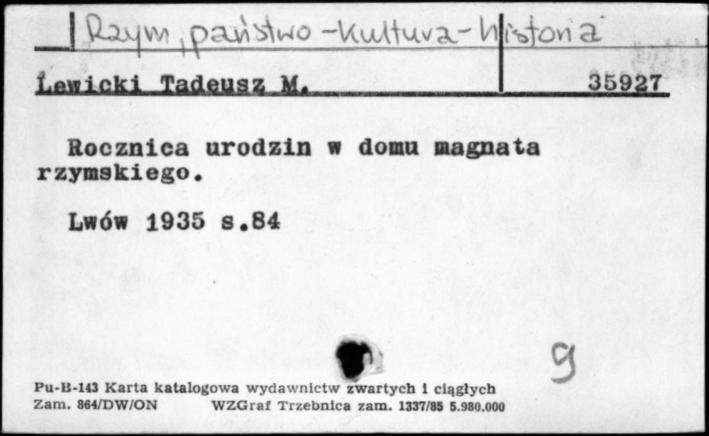 Rzym, państwo - Kultura - historia
Lewicki Tadeusz M. 35927
Rocznica urodzin w domu magnata
rzymskiego.
Lwów 1935 s.84
g
Pu-B-143 Karta katalogowa wydawnictw zwartych i ciągłych
Zam. 864/DW/ON WZGraf Trzebnica zam. 1337/85 5.980.000